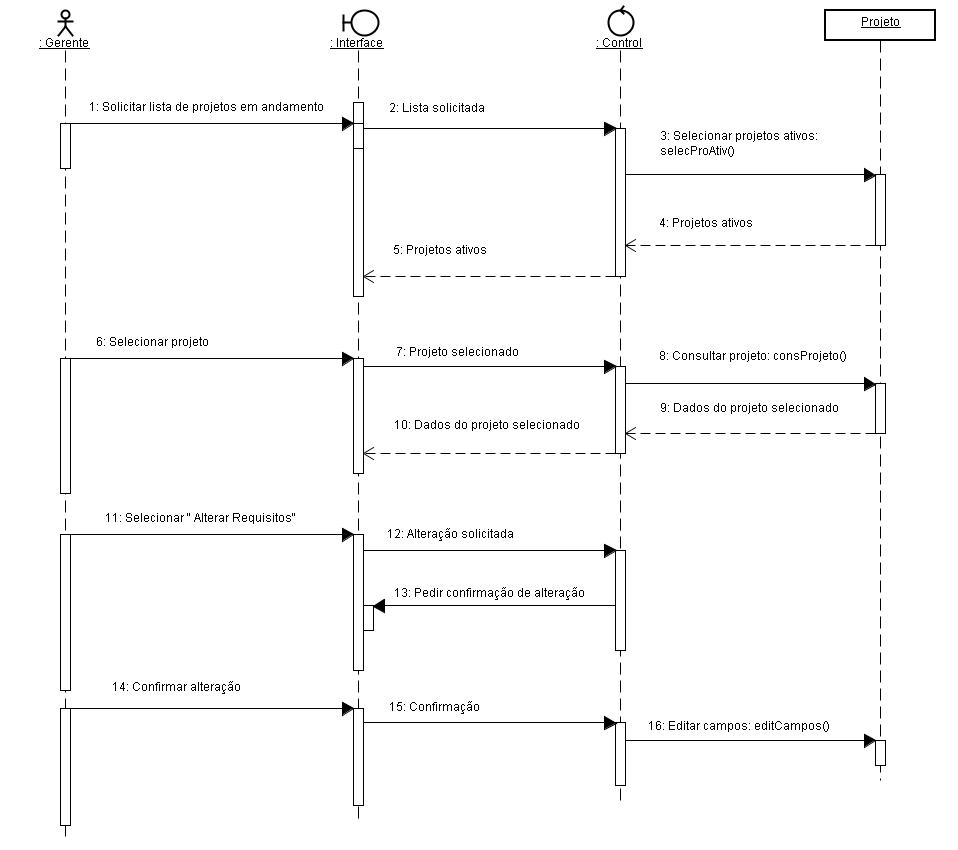 : Gerente
: Interface
: Control
Projeto
1: Solicitar lista de projetos em andamento
2: Lista solicitada
3: Selecionar projetos ativos:
selecProAtiv()
4: Projetos ativos
5: Projetos ativos
6: Selecionar projeto
7: Projeto selecionado
8: Consultar projeto: consProjeto()
9: Dados do projeto selecionado
10: Dados do projeto selecionado
11: Selecionar " Alterar Requisitos"
12: Alteração solicitada
13: Pedir confirmação de alteração
14: Confirmar alteração
15: Confirmação
16: Editar campos: editCampos()